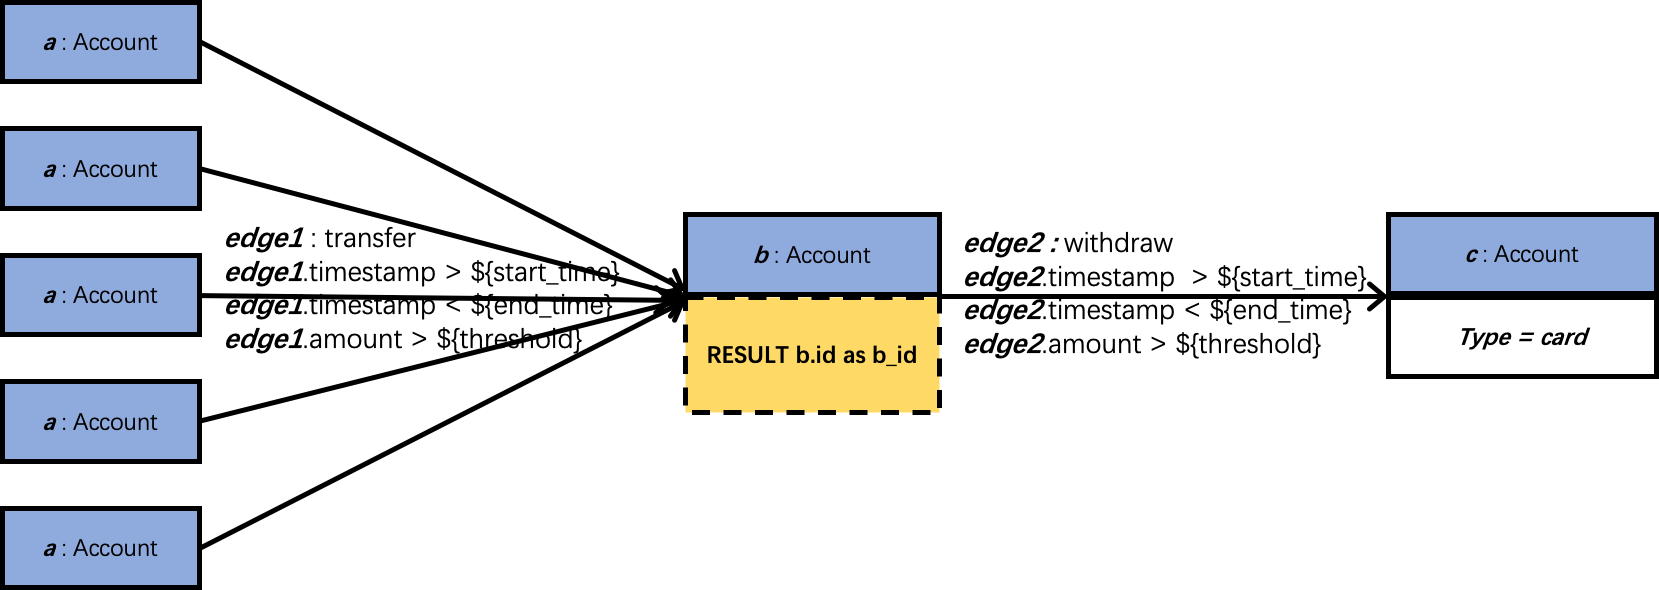 a : Account
a : Account
a : Account
a : Account
a : Account
edge1 : transfer
edge1.timestamp > ${start_time}
edge1.timestamp < ${end_time}
edge1.amount > ${threshold}
b : Account
RESULT b.id as b_id
edge2 : withdraw
edge2.timestamp > ${start_time}
edge2.timestamp < ${end_time}
edge2.amount > ${threshold}
c : Account
Type = card